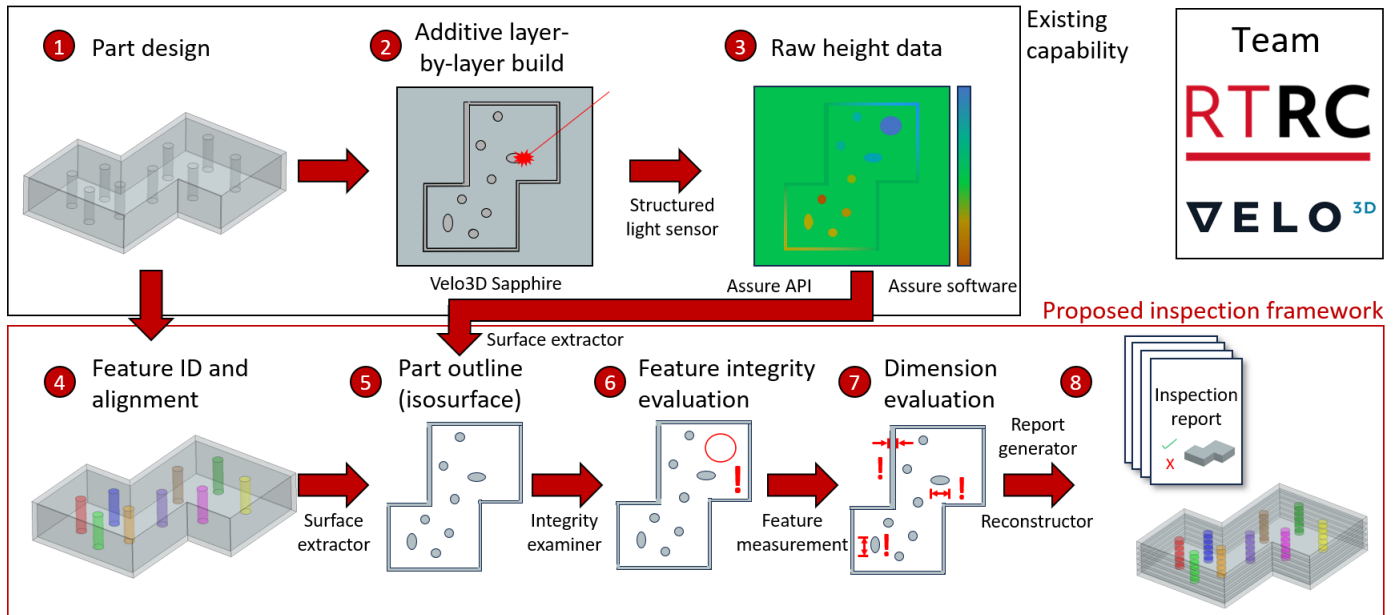 1 Part design
2 Additive layer-
by-layer build
3 Raw height data
Existing
capability
Team
RTRC
VELO 3D
Structured
light sensor
Velo3D Sapphire
Assure API
Assure software
Proposed inspection framework
Surface extractor
4 Feature ID and
alignment
5 Part outline
(isosurface)
6 Feature integrity
evaluation
7 Dimension
evaluation
8
Report
generator
Inspection
report
✓
X
!
!
!
!
Surface
extractor
Integrity
examiner
Feature
measurement
Reconstructor